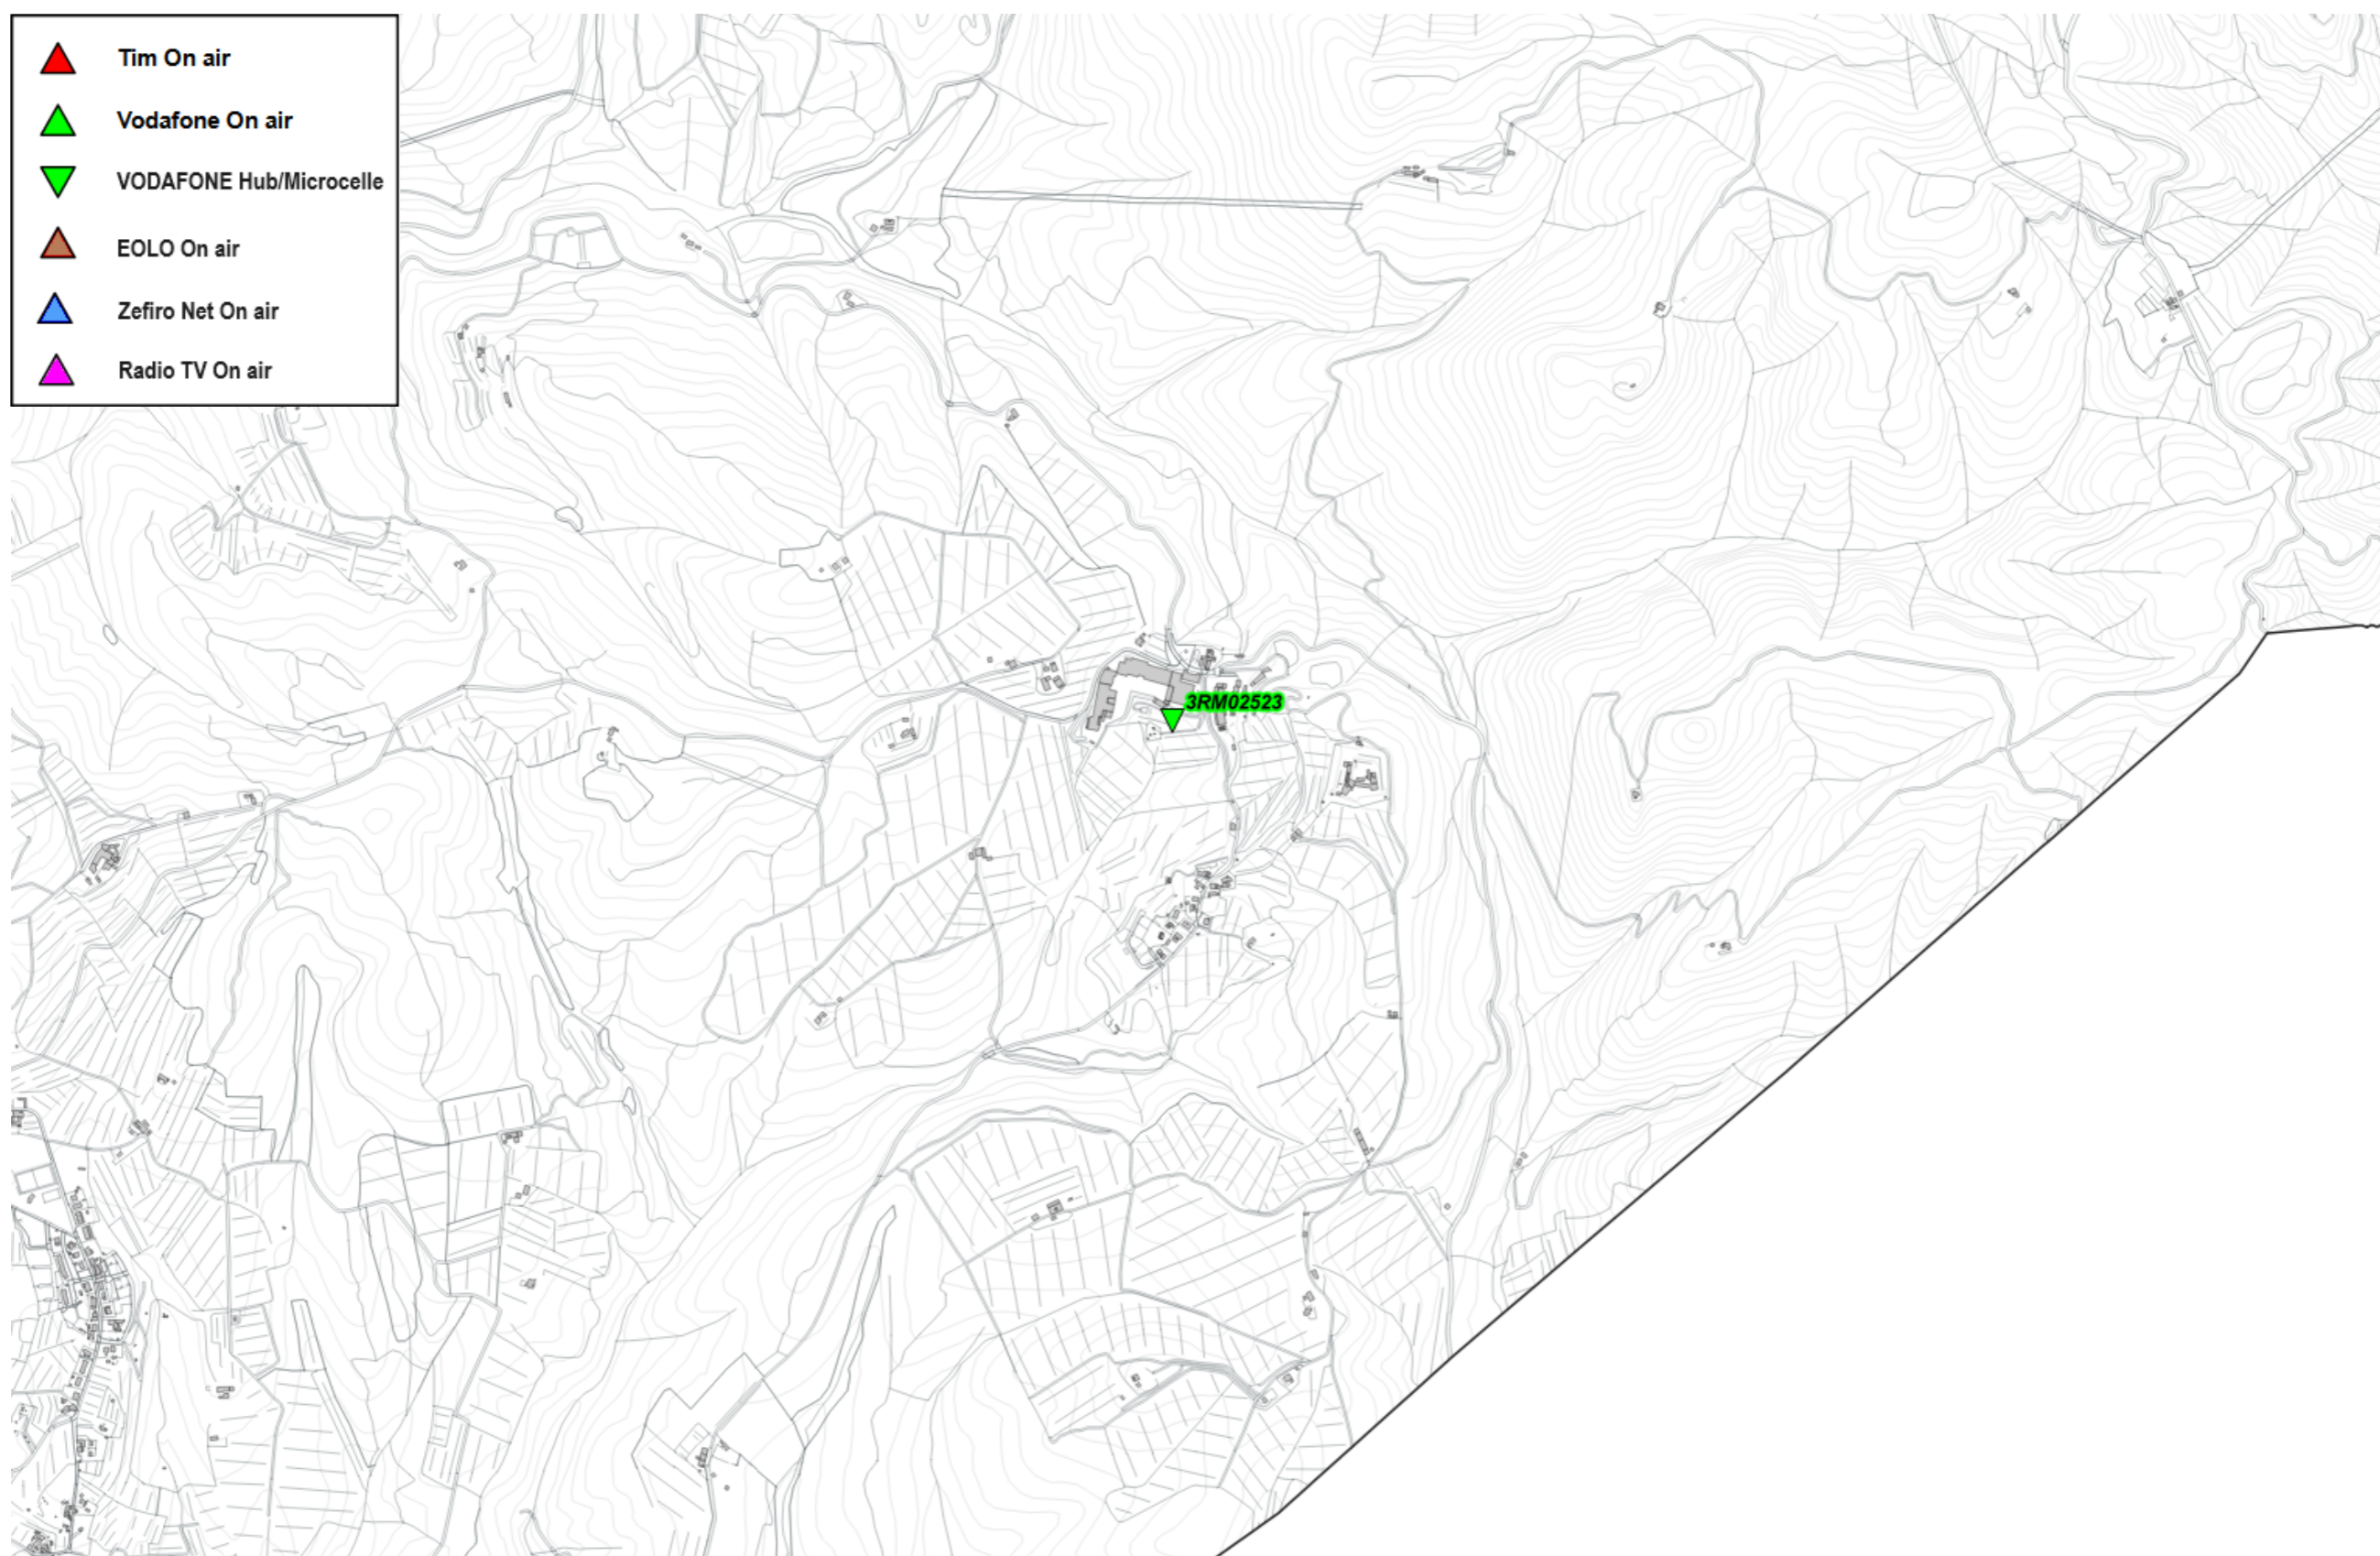 Tim On air
Vodafone On air
VODAFONE Hub/Microcelle
EOLO On air
Zefiro Net On air
Radio TV On air
3RM02523